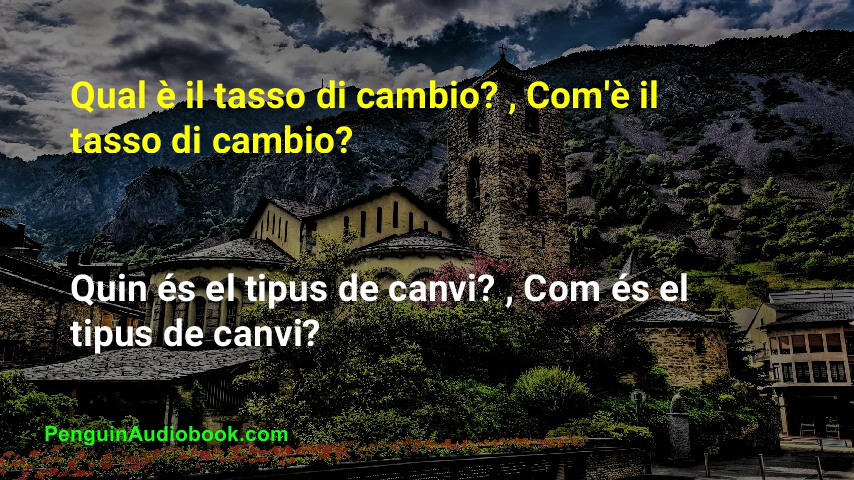 Qual è il tasso di cambio? , Com'è il
tasso di cambio?
Quin és el tipus de canvi? , Com és el
tipus de canvi?
PenguinAudiobook.com